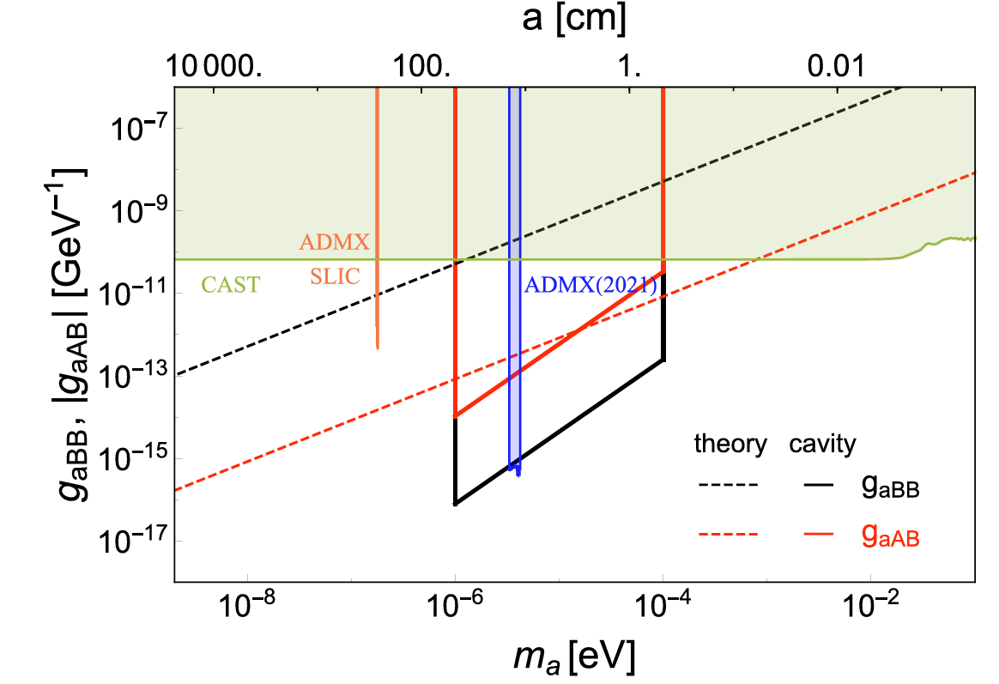 a [cm]
10 000. 100. 1. 0.01
10⁻⁷
10⁻⁹
10⁻¹¹
10⁻¹³
10⁻¹⁵
10⁻¹⁷
g_aBB, |g_aAB| [GeV⁻¹]
ADMX
SLIC
CAST
ADMX(2021)
theory cavity
g_aBB
g_aAB
10⁻⁸ 10⁻⁶ 10⁻⁴ 10⁻²
m_a [eV]